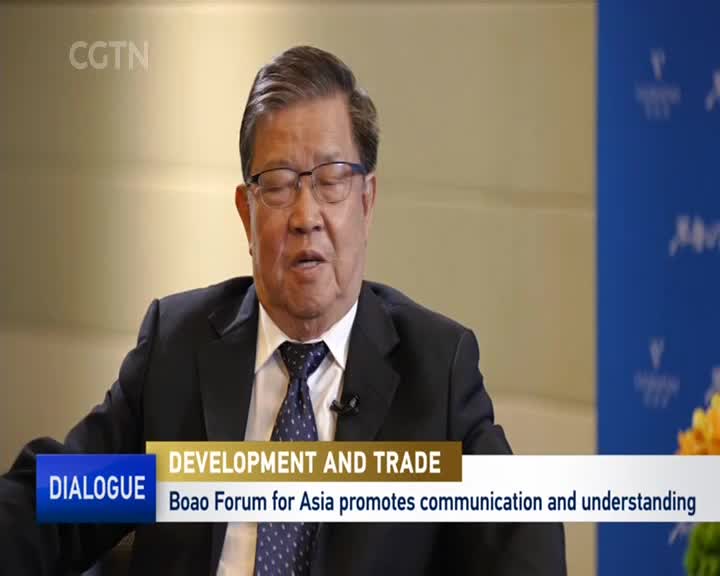 CGTN
DEVELOPMENT AND TRADE
DIALOGUE
Boao Forum for Asia promotes communication and understanding